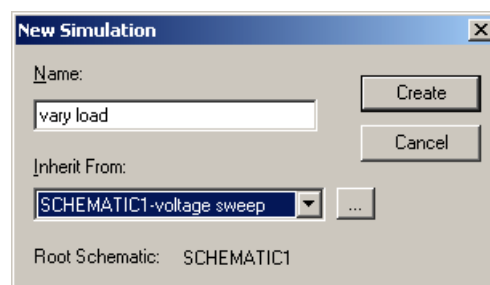 New Simulation
Name:
Create
vary load
Cancel
Inherit From:
SCHEMATIC1-voltage sweep
...
Root Schematic: SCHEMATIC1